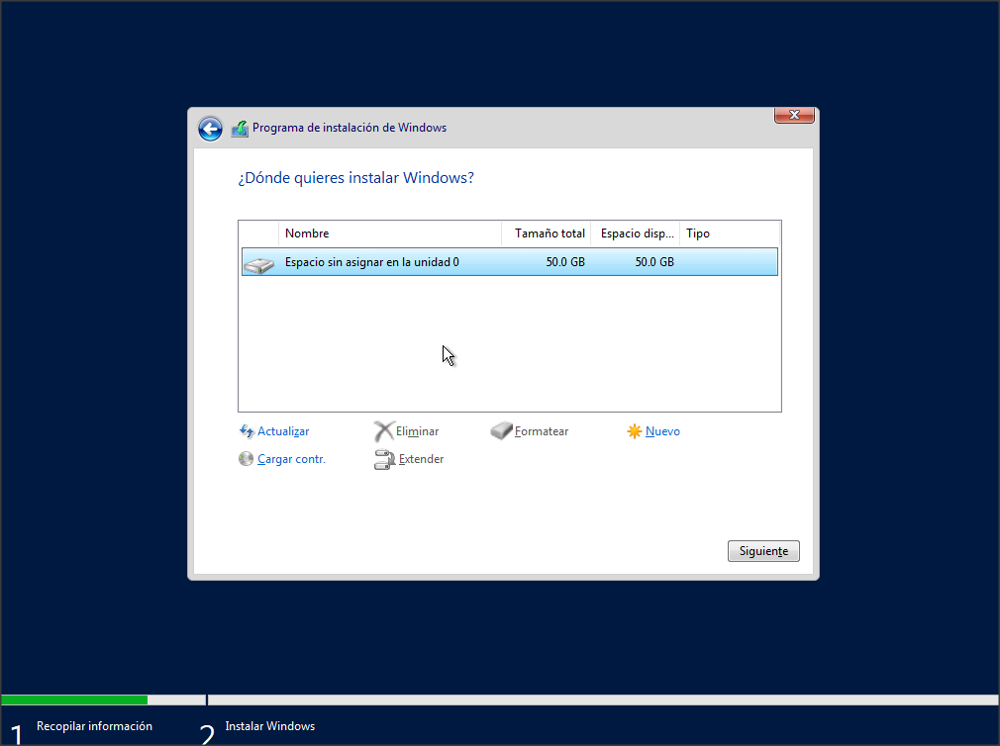 Programa de instalación de Windows
¿Dónde quieres instalar Windows?
Nombre Tamaño total Espacio disp... Tipo
Espacio sin asignar en la unidad 0 50.0 GB 50.0 GB
Actualizar Eliminar Formatear Nuevo
Cargar contr. Extender
Siguiente
1 Recopilar información 2 Instalar Windows